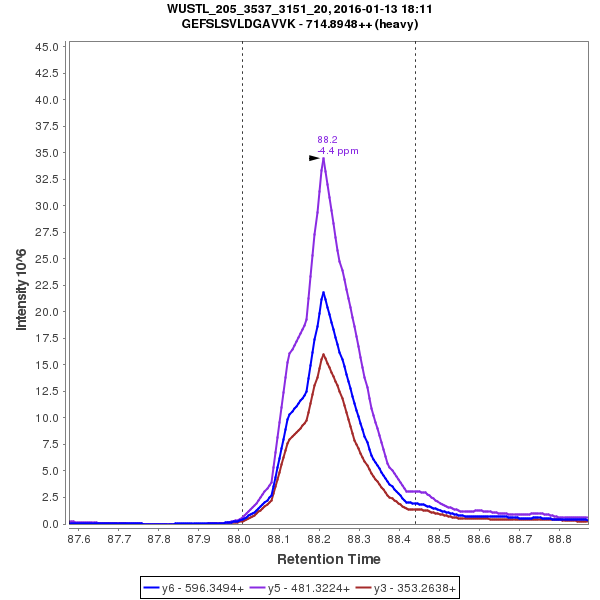 WUSTL_205_3537_3151_20, 2016-01-13 18:11
GEFSLSVLDGAVVK - 714.8948++ (heavy)
45.0
42.5
40.0
37.5
35.0
32.5
30.0
27.5
25.0
22.5
20.0
17.5
15.0
12.5
10.0
7.5
5.0
2.5
0.0
Intensity 10^6
88.2
-4.4 ppm
87.6 87.7 87.8 87.9 88.0 88.1 88.2 88.3 88.4 88.5 88.6 88.7 88.8
Retention Time
y6 - 596.3494+ y5 - 481.3224+ y3 - 353.2638+